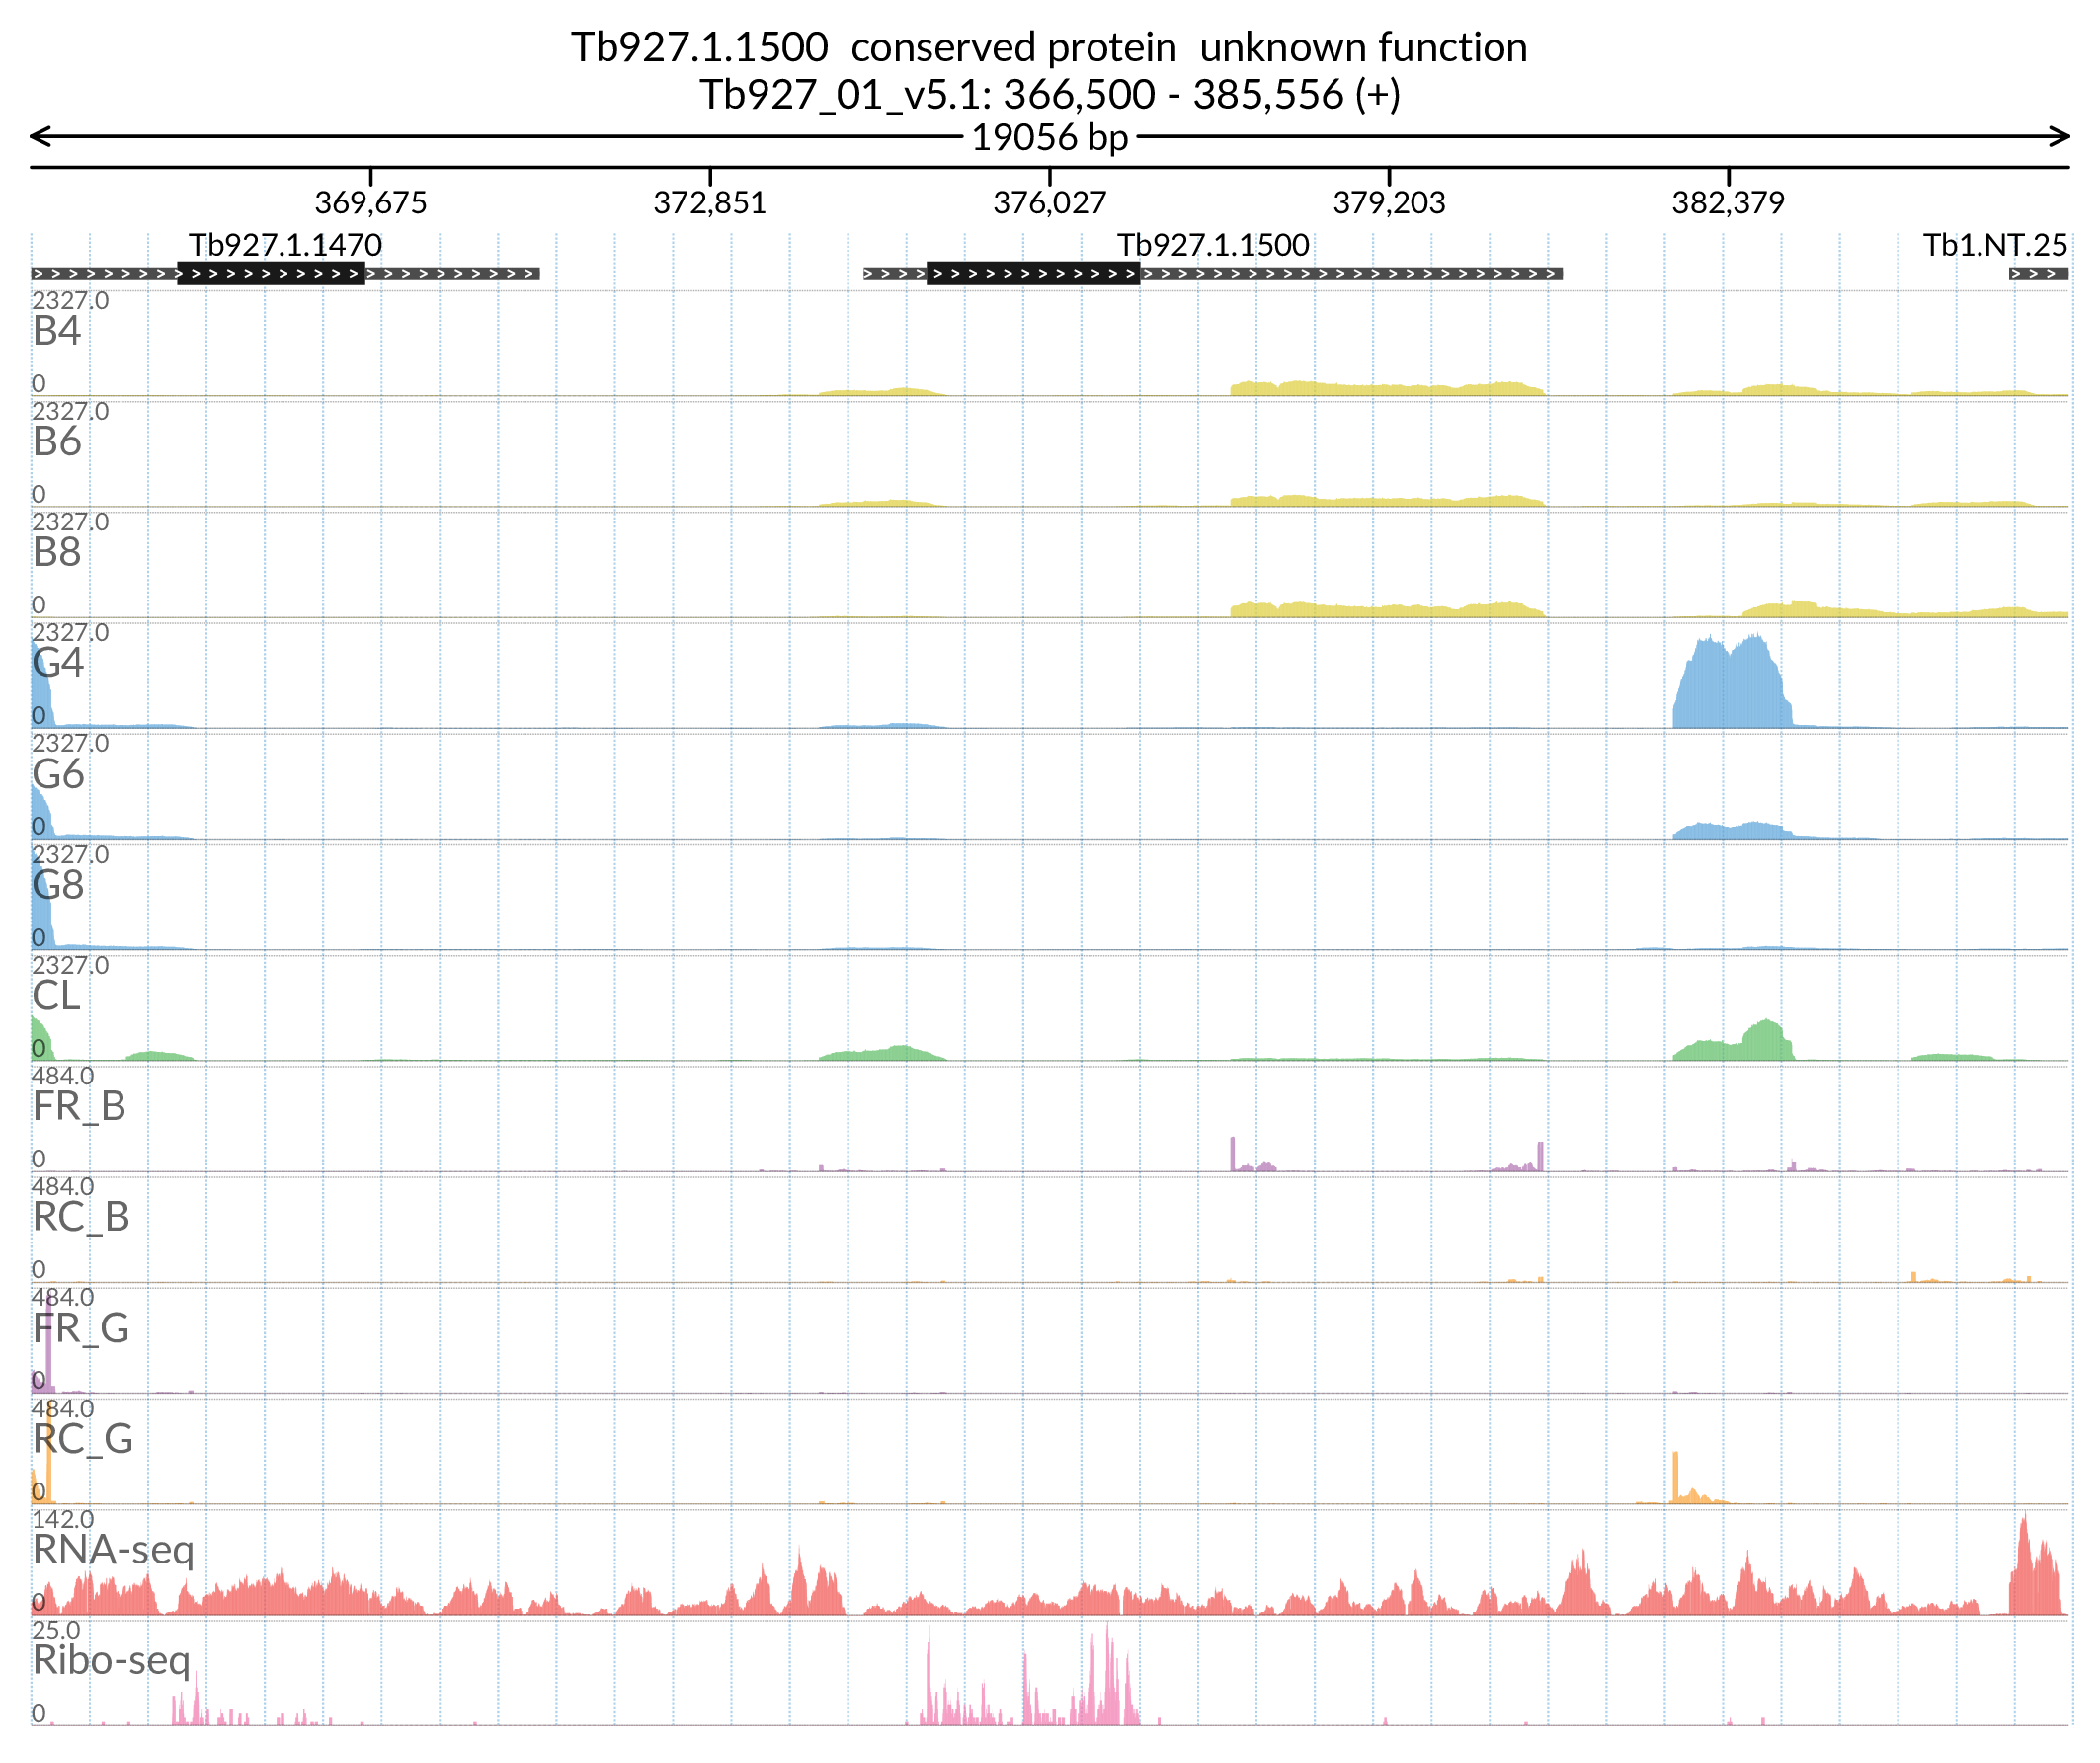 Tb927.1.1500 conserved protein unknown function
Tb927_01_v5.1: 366,500 - 385,556 (+)
19056 bp
369,675 372,851 376,027 379,203 382,379
Tb927.1.1470 Tb927.1.1500 Tb1.NT.25
2327.0
B4
0
2327.0
B6
0
2327.0
B8
0
2327.0
G4
0
2327.0
G6
0
2327.0
G8
0
2327.0
CL
0
484.0
FR_B
0
484.0
RC_B
0
484.0
FR_G
0
484.0
RC_G
0
142.0
RNA-seq
0
25.0
Ribo-seq
0